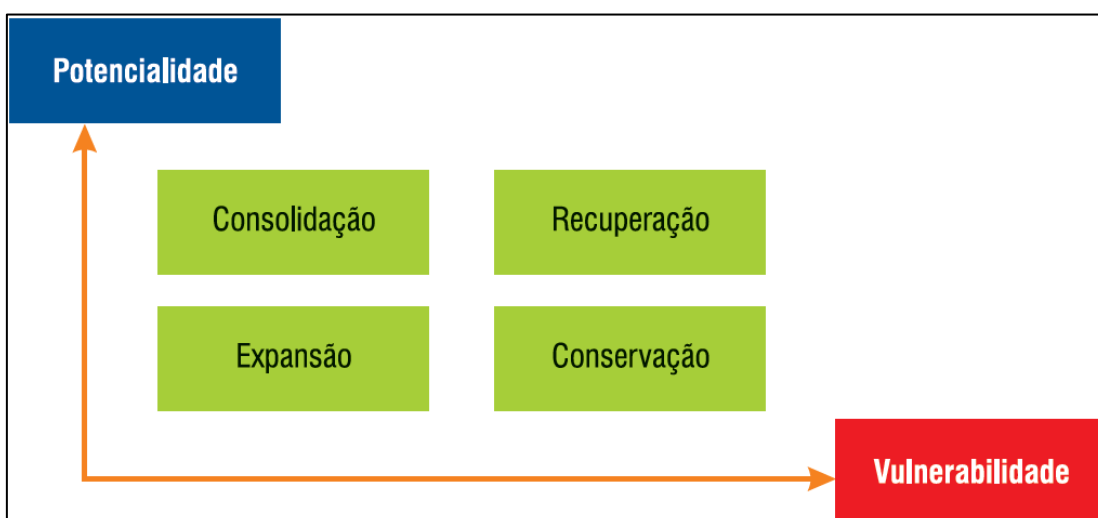 Potencialidade
Consolidação
Recuperação
Expansão
Conservação
Vulnerabilidade